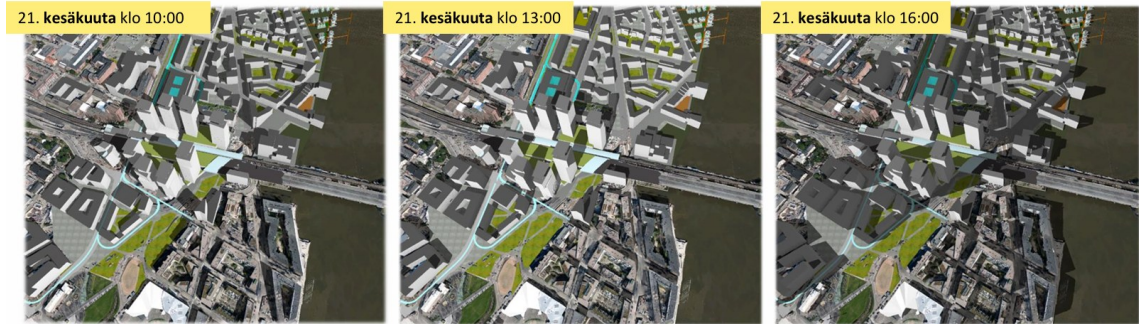 21. kesäkuuta klo 10:00
21. kesäkuuta klo 13:00
21. kesäkuuta klo 16:00